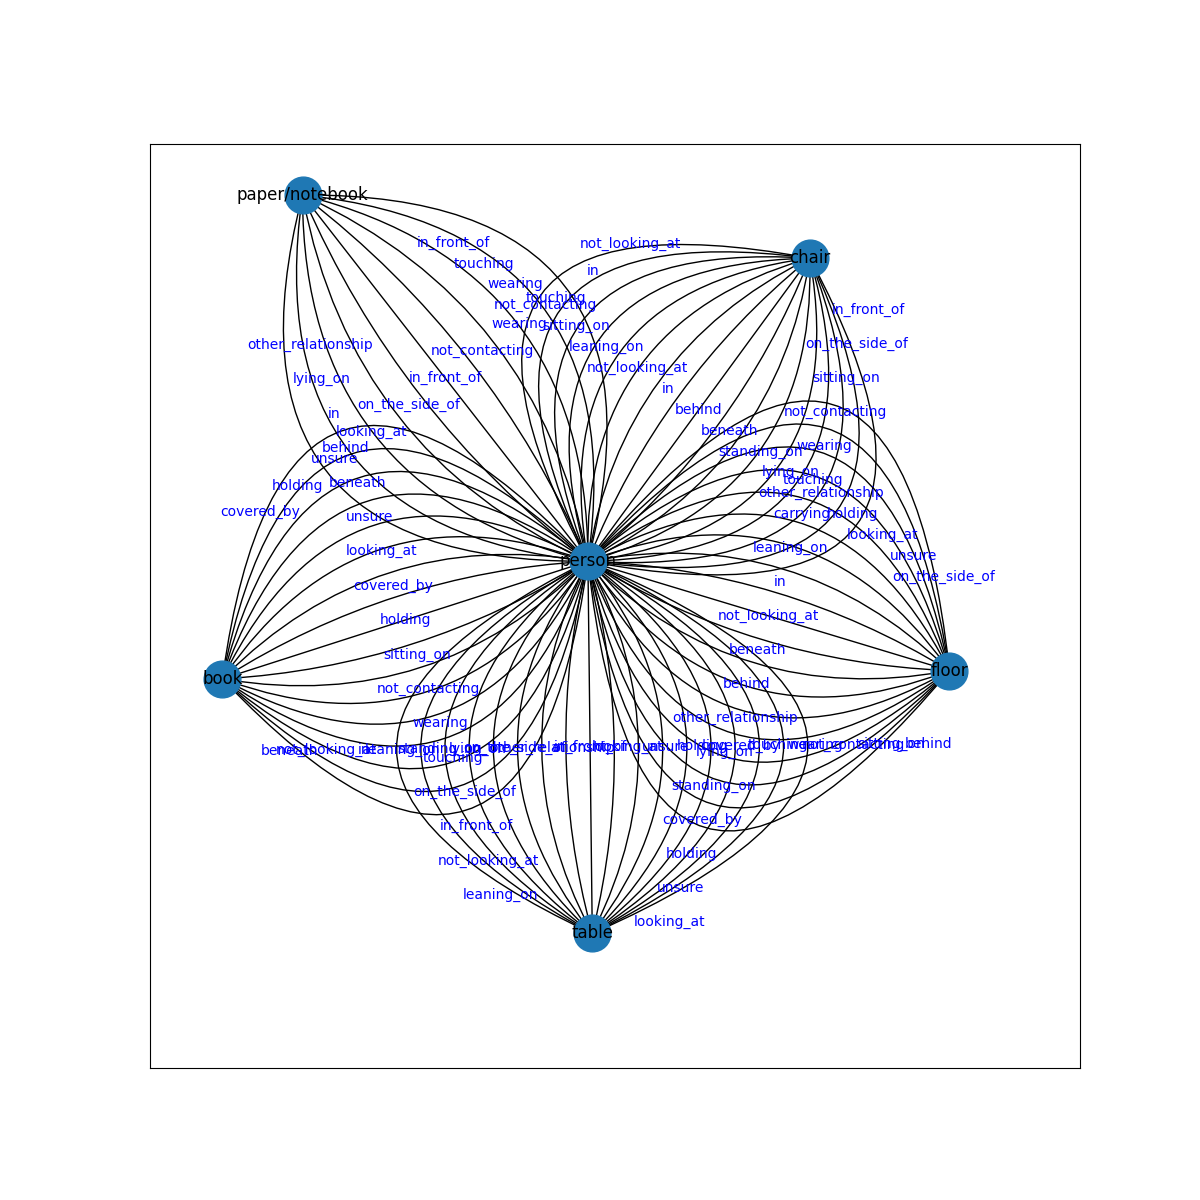 paper/notebook
in_front_of
not_looking_at
chair
touching
in
wearing
touching
not_contacting
in_front_of
wearing
sitting_on
other_relationship
not_contacting
leaning_on
on_the_side_of
not_looking_at
lying_on
in_front_of
in
sitting_on
on_the_side_of
behind
not_contacting
in
looking_at
beneath
wearing
behind
standing_on
unsure
lying_on
holding
beneath
touching
other_relationship
covered_by
unsure
carrying
holding
looking_at
looking_at
leaning_on
unsure
person
covered_by
in
on_the_side_of
holding
not_looking_at
sitting_on
beneath
book
not_contacting
behind
floor
wearing
other_relationship
beneath
not_looking_at
behind
touching
lying_on
on_the_side_of
standing_on
in_front_of
covered_by
not_looking_at
holding
leaning_on
unsure
table
looking_at